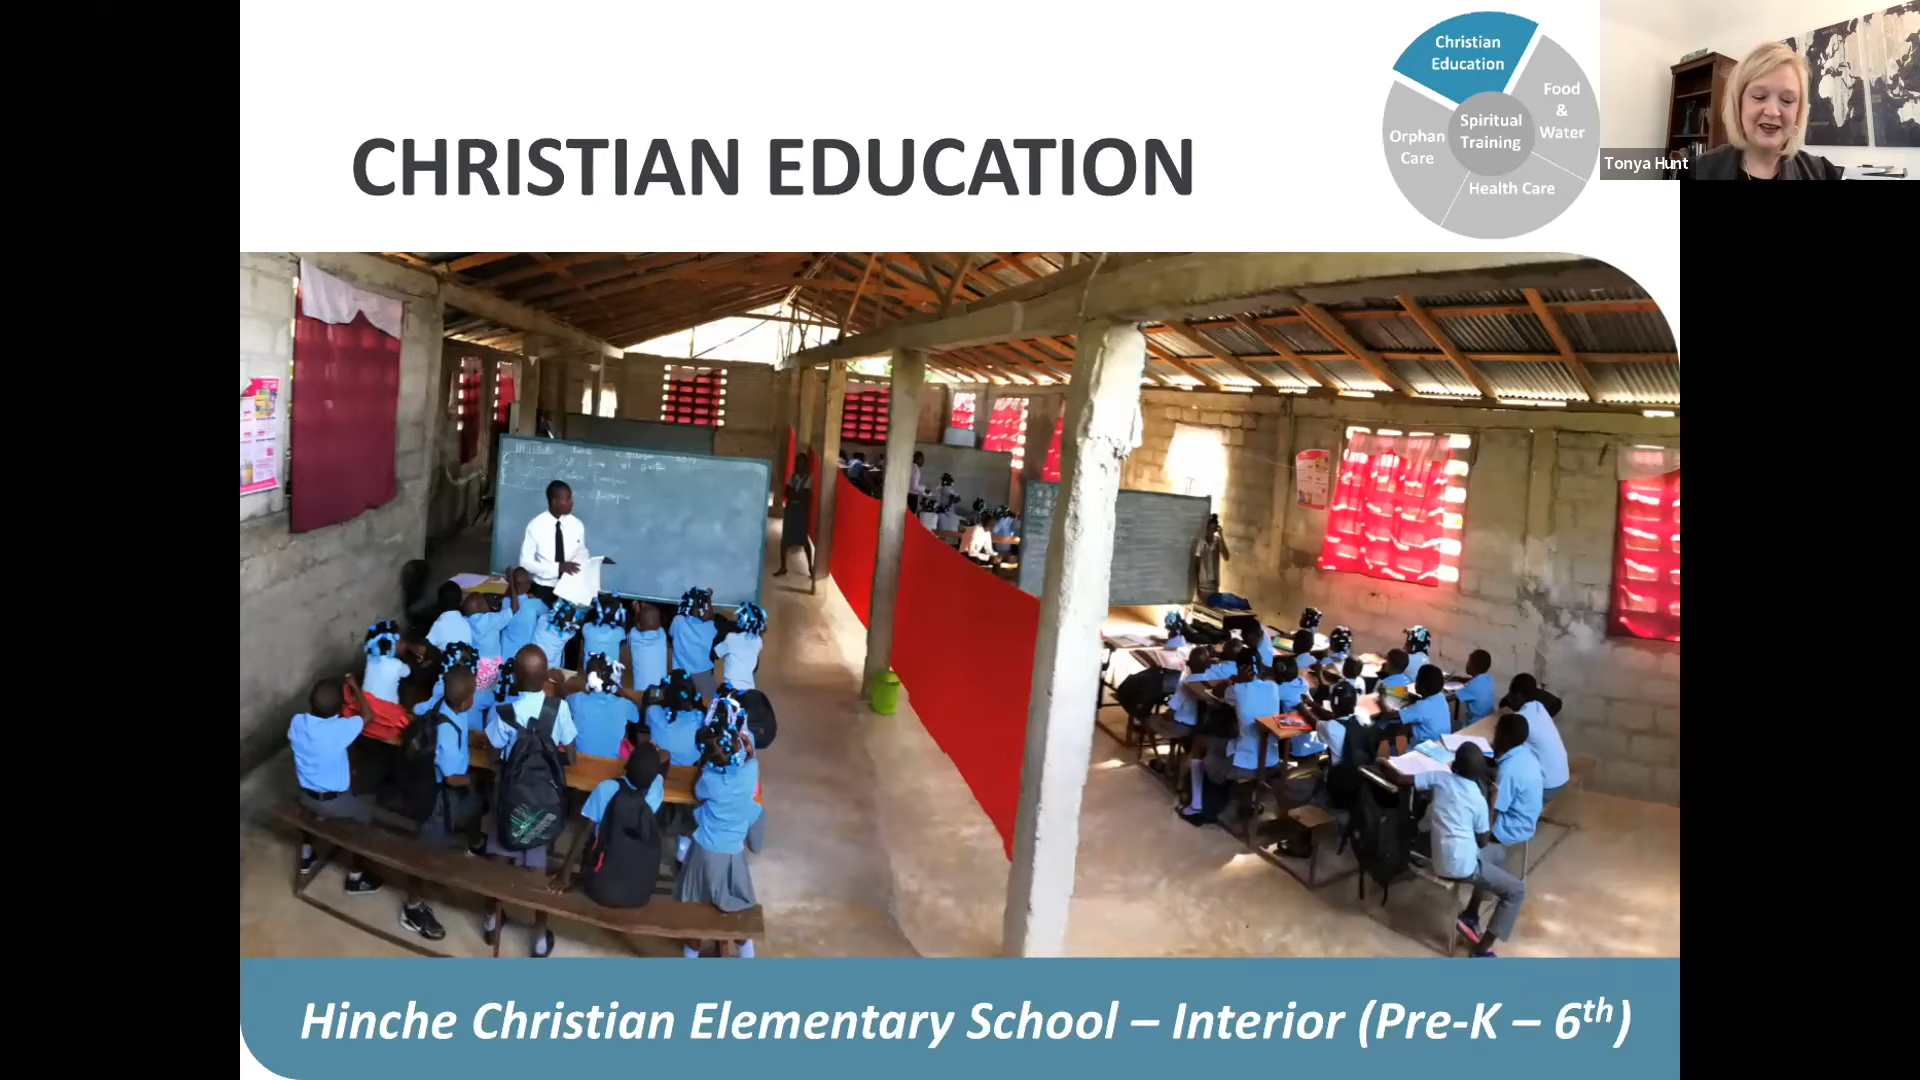 CHRISTIAN EDUCATION
Christian
Education
Food
&
Water
Spiritual
Training
Orphan
Care
Health Care
Tonya Hunt
Hinche Christian Elementary School – Interior (Pre-K – 6th)